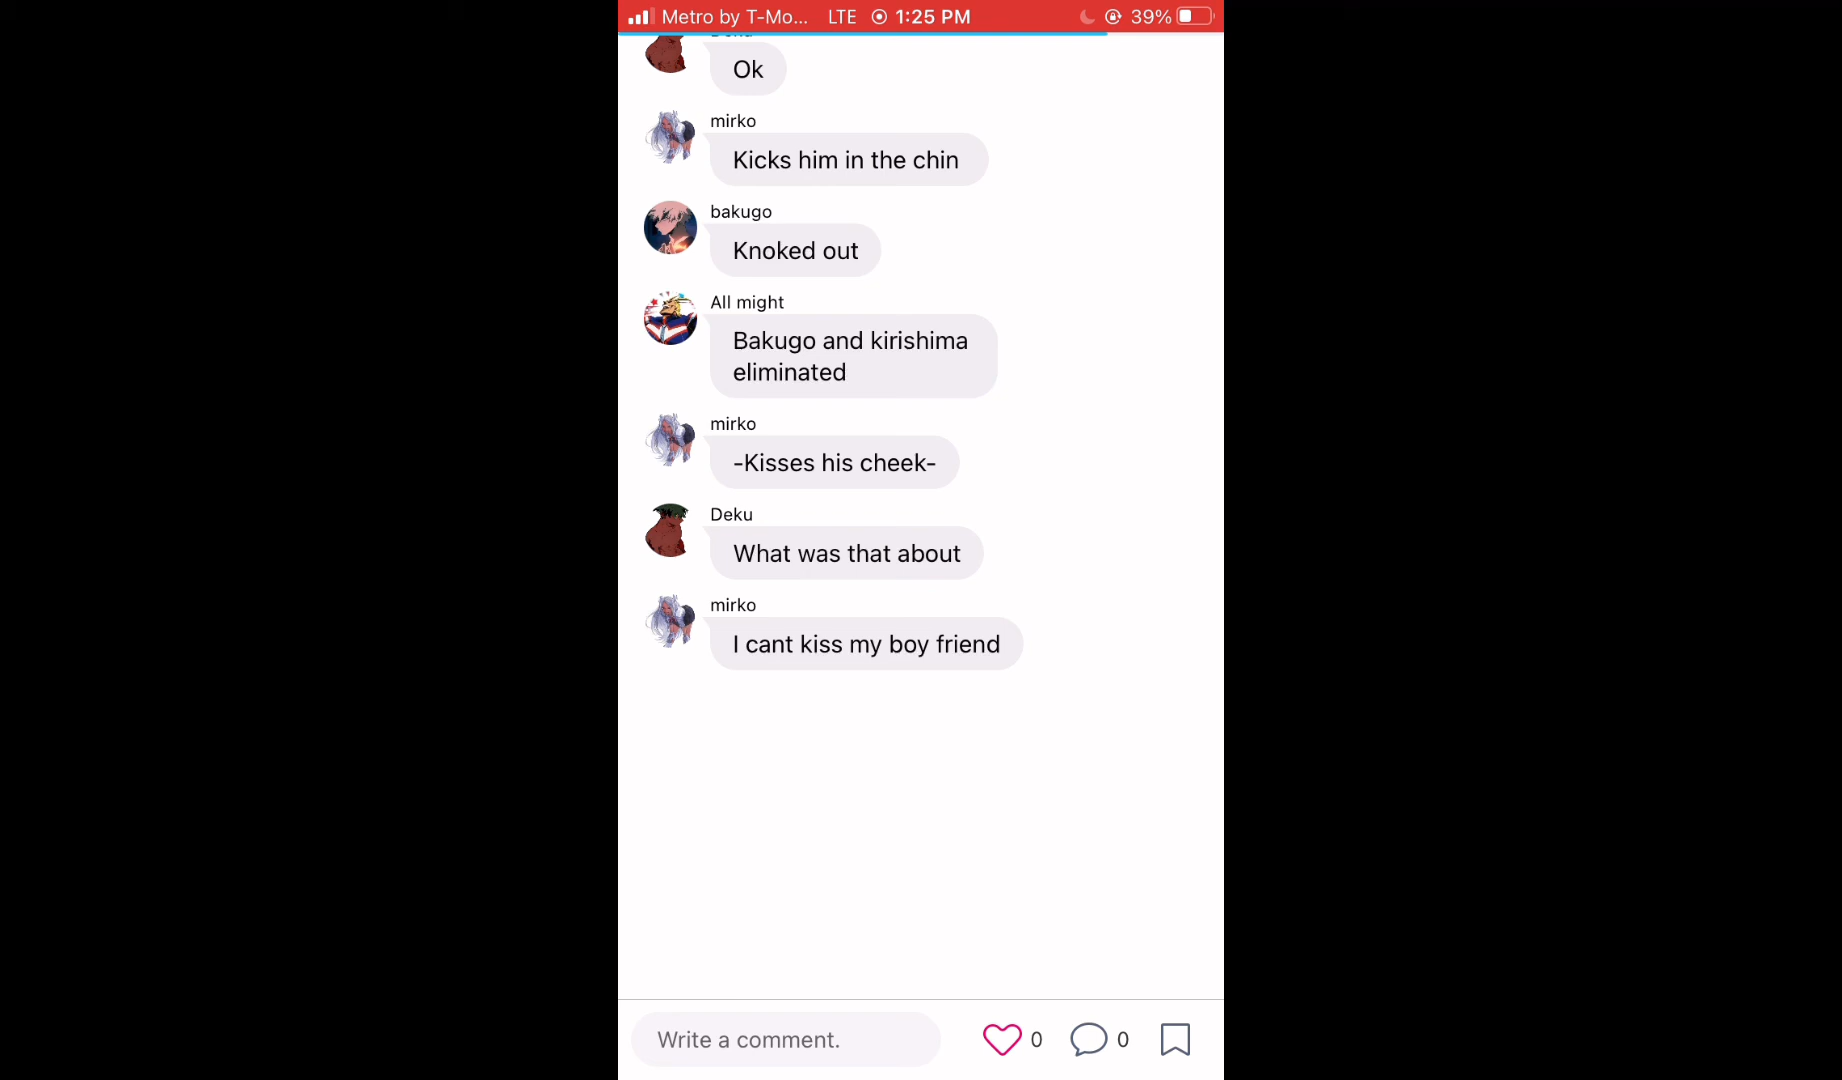 Metro by T-Mo... LTE 1:25 PM 39%
Ok
mirko
Kicks him in the chin
bakugo
Knoked out
All might
Bakugo and kirishima
eliminated
mirko
-Kisses his cheek-
Deku
What was that about
mirko
I cant kiss my boy friend
Write a comment. 0 0